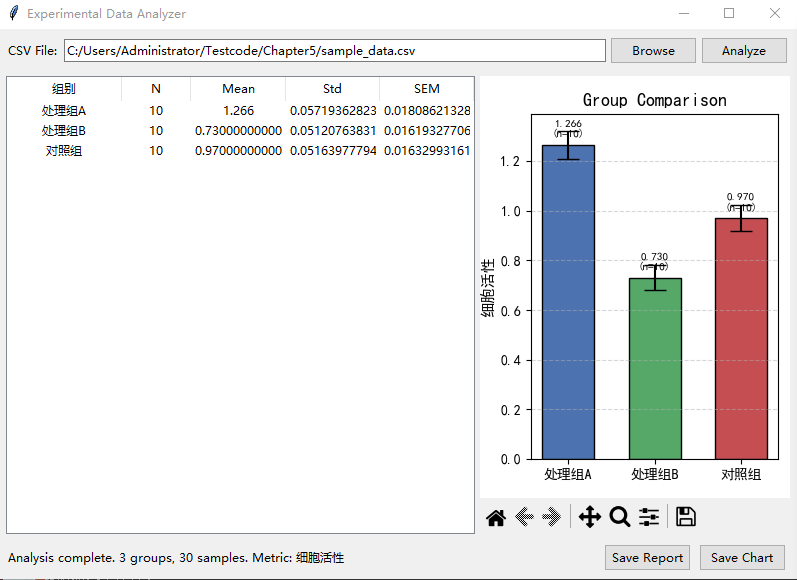 Experimental Data Analyzer
CSV File: C:/Users/Administrator/Testcode/Chapter5/sample_data.csv Browse Analyze
组别 N Mean Std SEM
处理组A 10 1.266 0.05719362823 0.01808621328
处理组B 10 0.73000000000 0.05120763831 0.01619327706
对照组 10 0.97000000000 0.05163977794 0.01632993161
Group Comparison
细胞活性
1.2
1.0
0.8
0.6
0.4
0.2
0.0
1.266
(n=10)
0.730
(n=10)
0.970
(n=10)
处理组A 处理组B 对照组
Analysis complete. 3 groups, 30 samples. Metric: 细胞活性 Save Report Save Chart